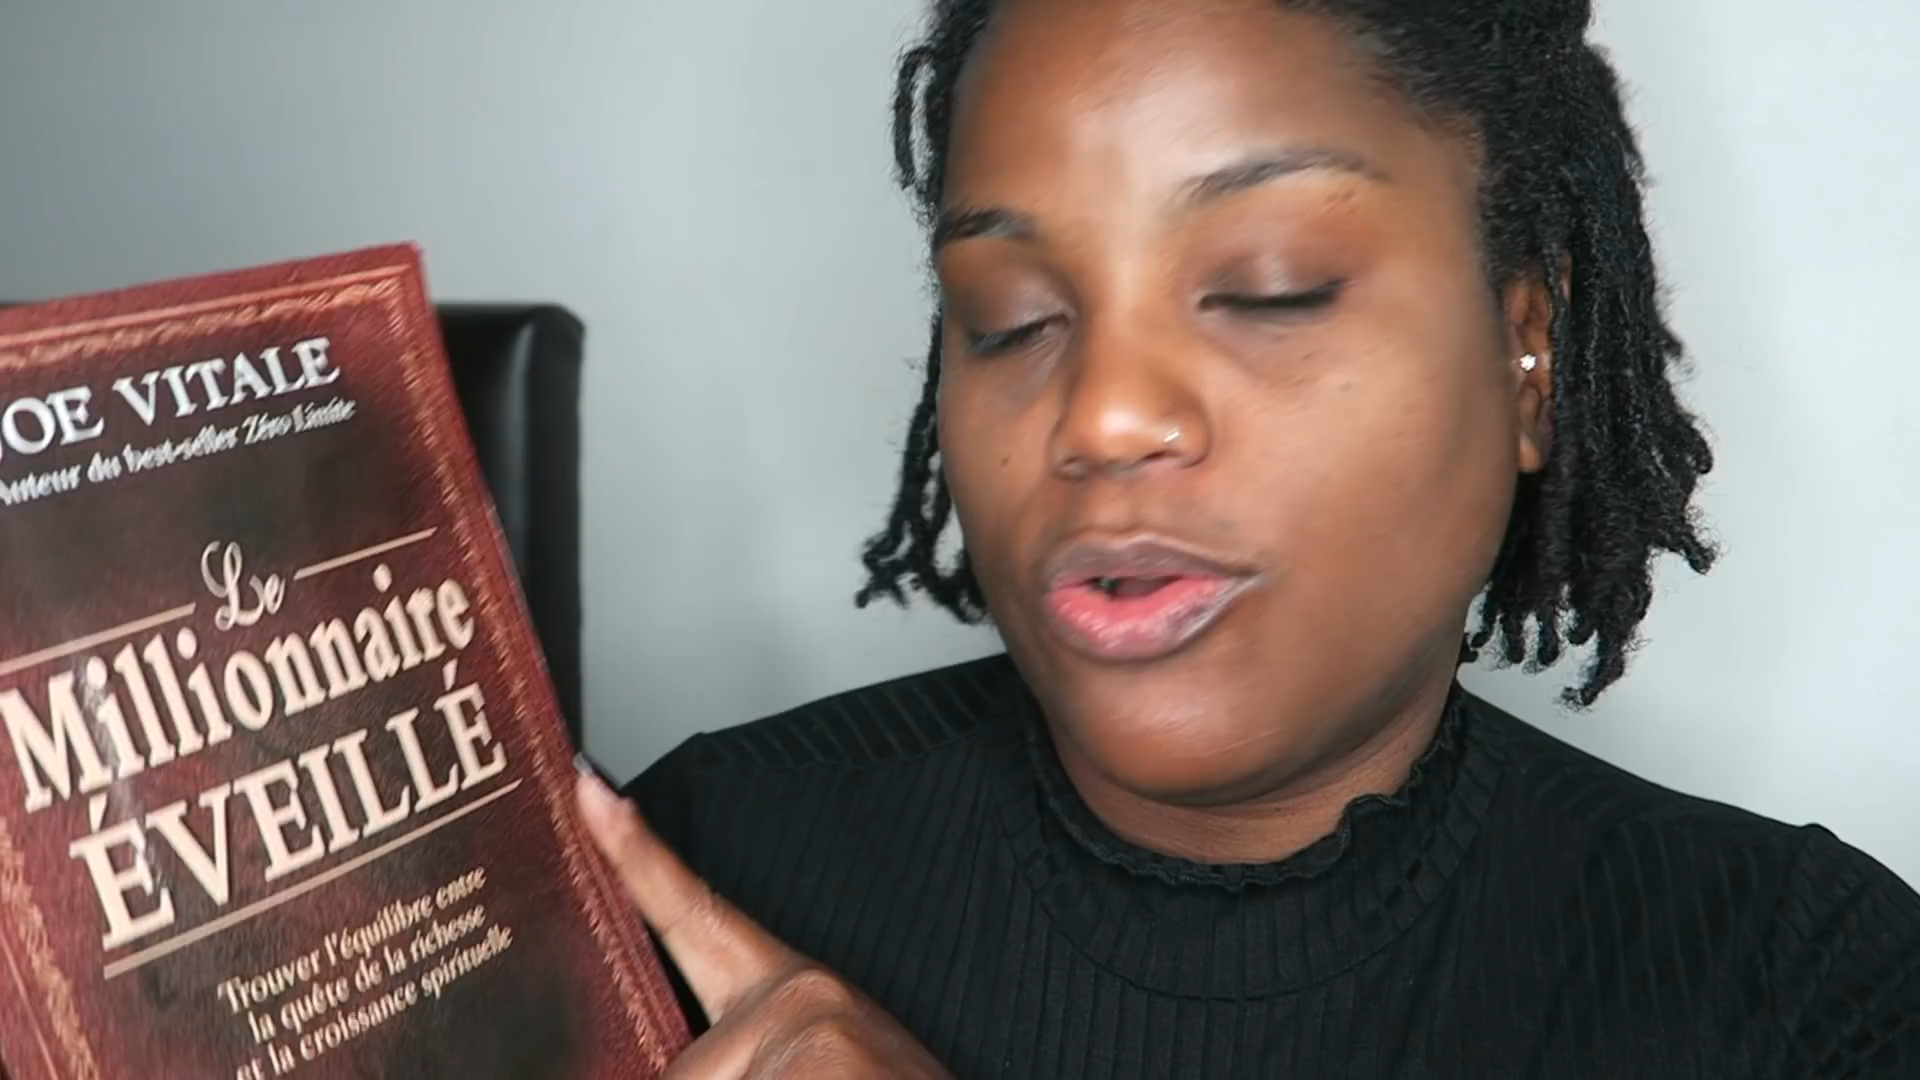 JOE VITALE
Auteur du best-séller Zéro Limite
Le
Millionnaire
ÉVEILLÉ
Trouver l'équilibre entre
la quête de la richesse
et la croissance spirituelle